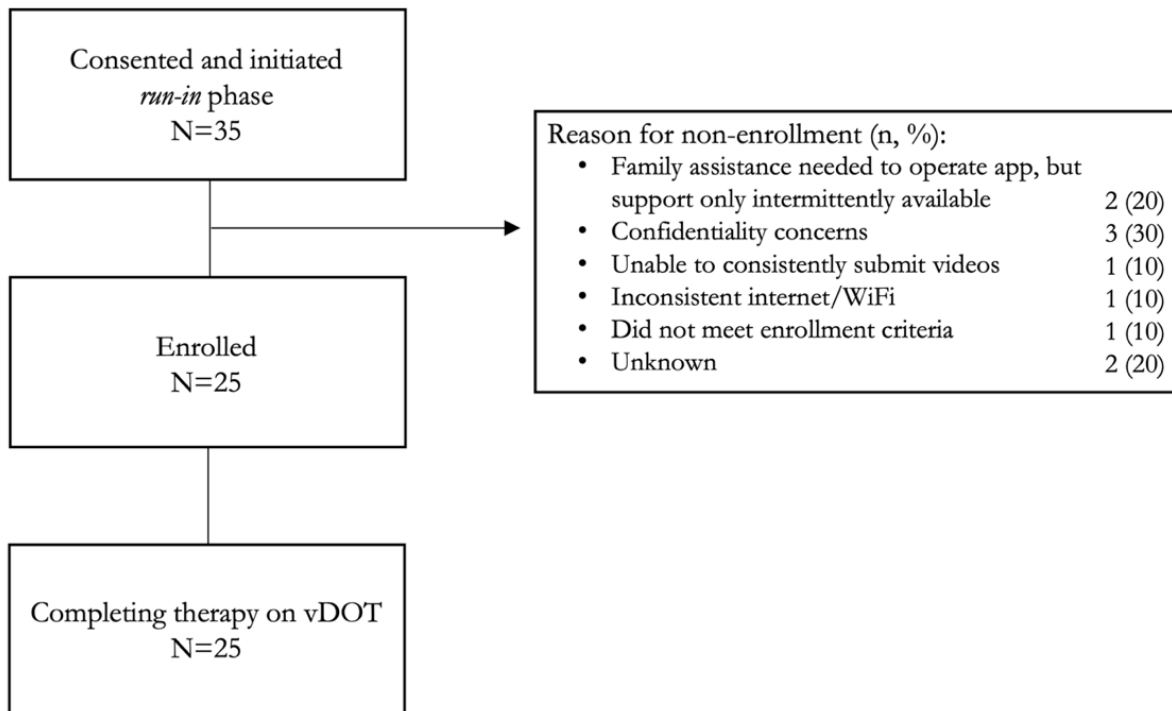 Consented and initiated
run-in phase
N=35
Reason for non-enrollment (n, %):
• Family assistance needed to operate app, but
support only intermittently available 2 (20)
• Confidentiality concerns 3 (30)
• Unable to consistently submit videos 1 (10)
• Inconsistent internet/WiFi 1 (10)
• Did not meet enrollment criteria 1 (10)
• Unknown 2 (20)
Enrolled
N=25
Completing therapy on vDOT
N=25